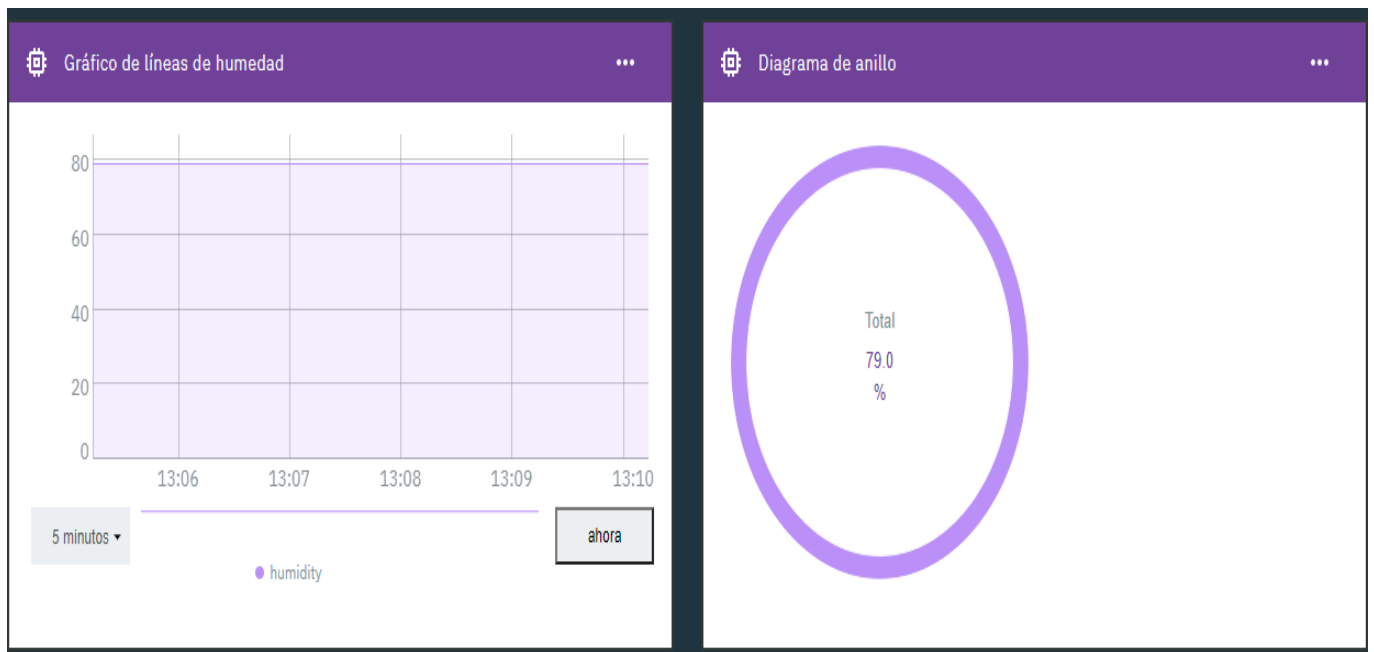 Gráfico de líneas de humedad
80
60
40
20
0
13:06 13:07 13:08 13:09 13:10
5 minutos
ahora
humidity
Diagrama de anillo
Total
79.0
%